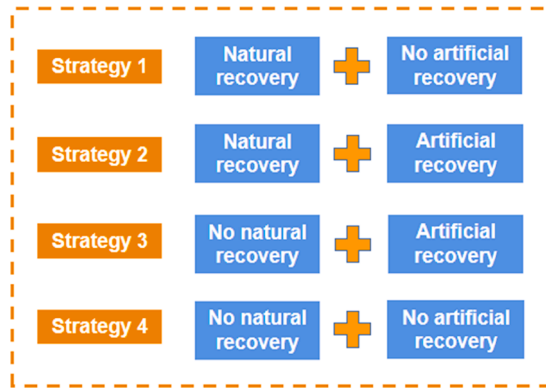 Strategy 1
Natural
recovery
No artificial
recovery
Strategy 2
Natural
recovery
Artificial
recovery
Strategy 3
No natural
recovery
Artificial
recovery
Strategy 4
No natural
recovery
No artificial
recovery